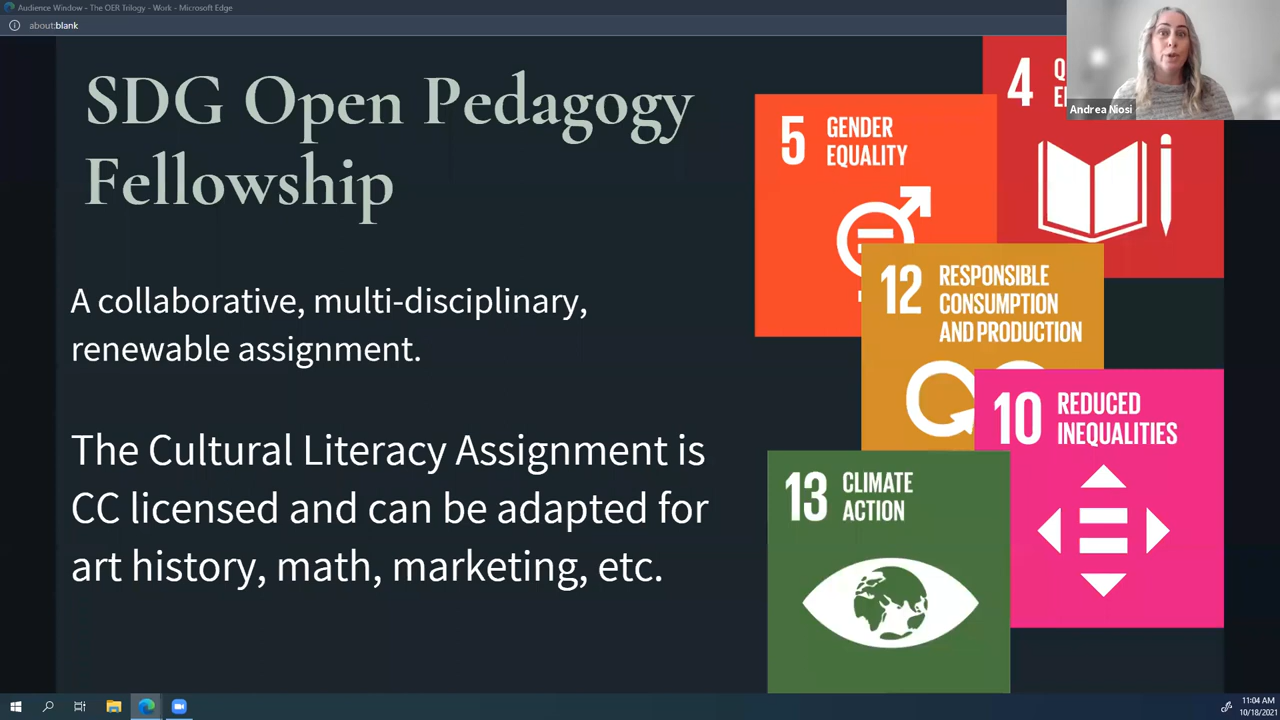 Audience Window - The OER Trilogy - Work - Microsoft Edge
about:blank
SDG Open Pedagogy
Fellowship
A collaborative, multi-disciplinary,
renewable assignment.
The Cultural Literacy Assignment is
CC licensed and can be adapted for
art history, math, marketing, etc.
4
5 GENDER
EQUALITY
12 RESPONSIBLE
CONSUMPTION
AND PRODUCTION
10 REDUCED
INEQUALITIES
13 CLIMATE
ACTION
Andrea Niosi
11:04 AM
10/18/2021